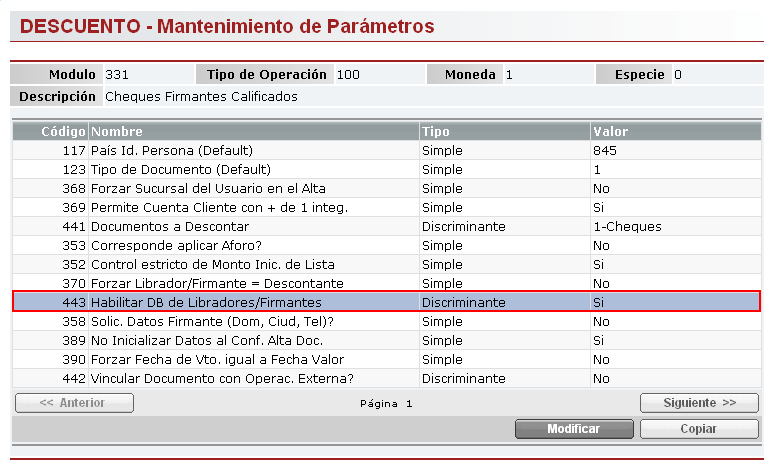 DESCUENTO - Mantenimiento de Parámetros
Modulo 331 Tipo de Operación 100 Moneda 1 Especie 0
Descripción Cheques Firmantes Calificados
Código Nombre Tipo Valor
117 País Id. Persona (Default) Simple 845
123 Tipo de Documento (Default) Simple 1
368 Forzar Sucursal del Usuario en el Alta Simple No
369 Permite Cuenta Cliente con + de 1 integ. Simple Si
441 Documentos a Descontar Discriminante 1-Cheques
353 Corresponde aplicar Aforo? Simple No
352 Control estricto de Monto Inic. de Lista Simple Si
370 Forzar Librador/Firmante = Descontante Simple No
443 Habilitar DB de Libradores/Firmantes Discriminante Si
358 Solic. Datos Firmante (Dom, Ciud, Tel)? Simple No
389 No Inicializar Datos al Conf. Alta Doc. Simple Si
390 Forzar Fecha de Vto. igual a Fecha Valor Simple No
442 Vincular Documento con Operac. Externa? Discriminante No
<< Anterior Página 1 Siguiente >>
Modificar Copiar